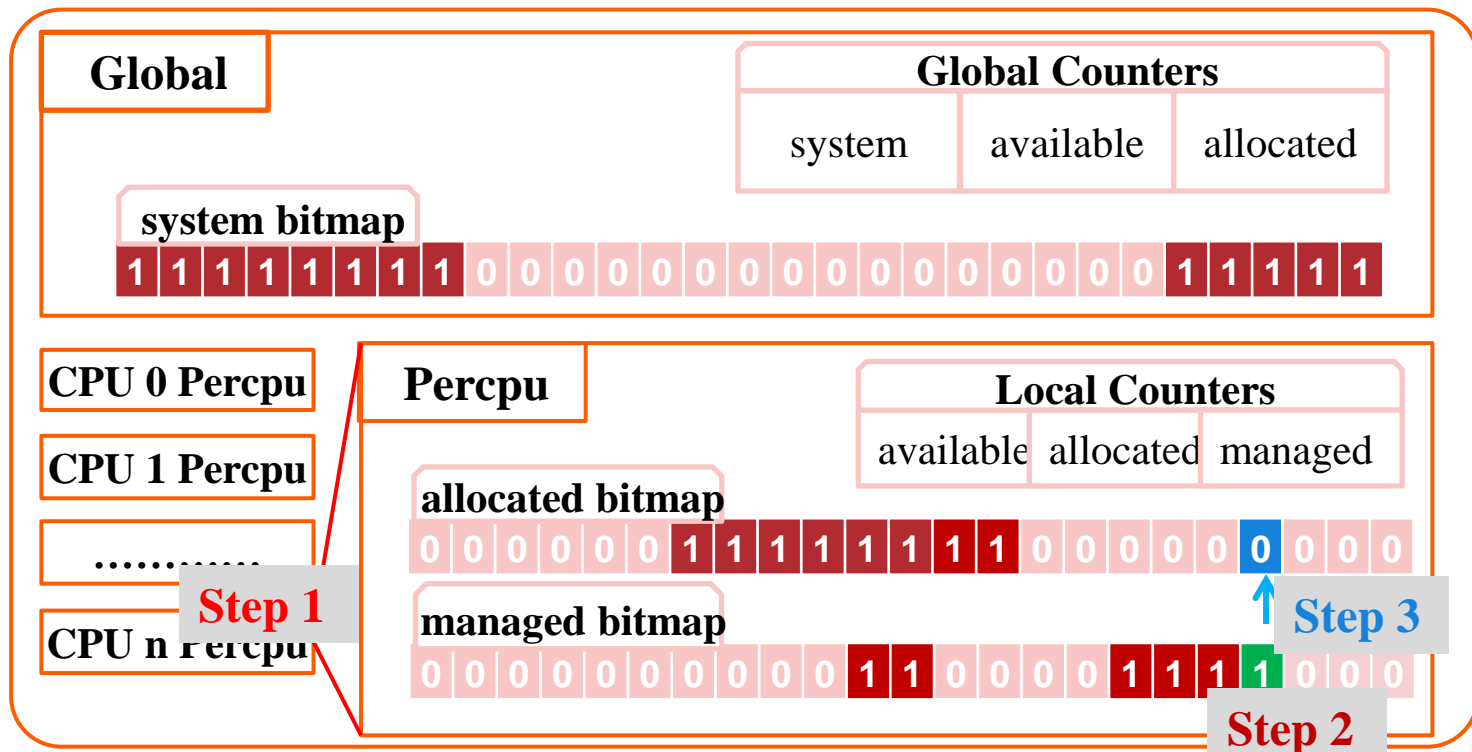 Global
Global Counters
system available allocated
system bitmap
1 1 1 1 1 1 1 1 0 0 0 0 0 0 0 0 0 0 0 0 0 0 0 0 1 1 1 1 1
CPU 0 Percpu
CPU 1 Percpu
............
CPU n Percpu
Step 1
Percpu
Local Counters
available allocated managed
allocated bitmap
0 0 0 0 0 0 1 1 1 1 1 1 1 1 0 0 0 0 0 0 0 0 0
Step 3
managed bitmap
0 0 0 0 0 0 0 0 0 0 1 1 0 0 0 0 1 1 1 1 0 0 0
Step 2